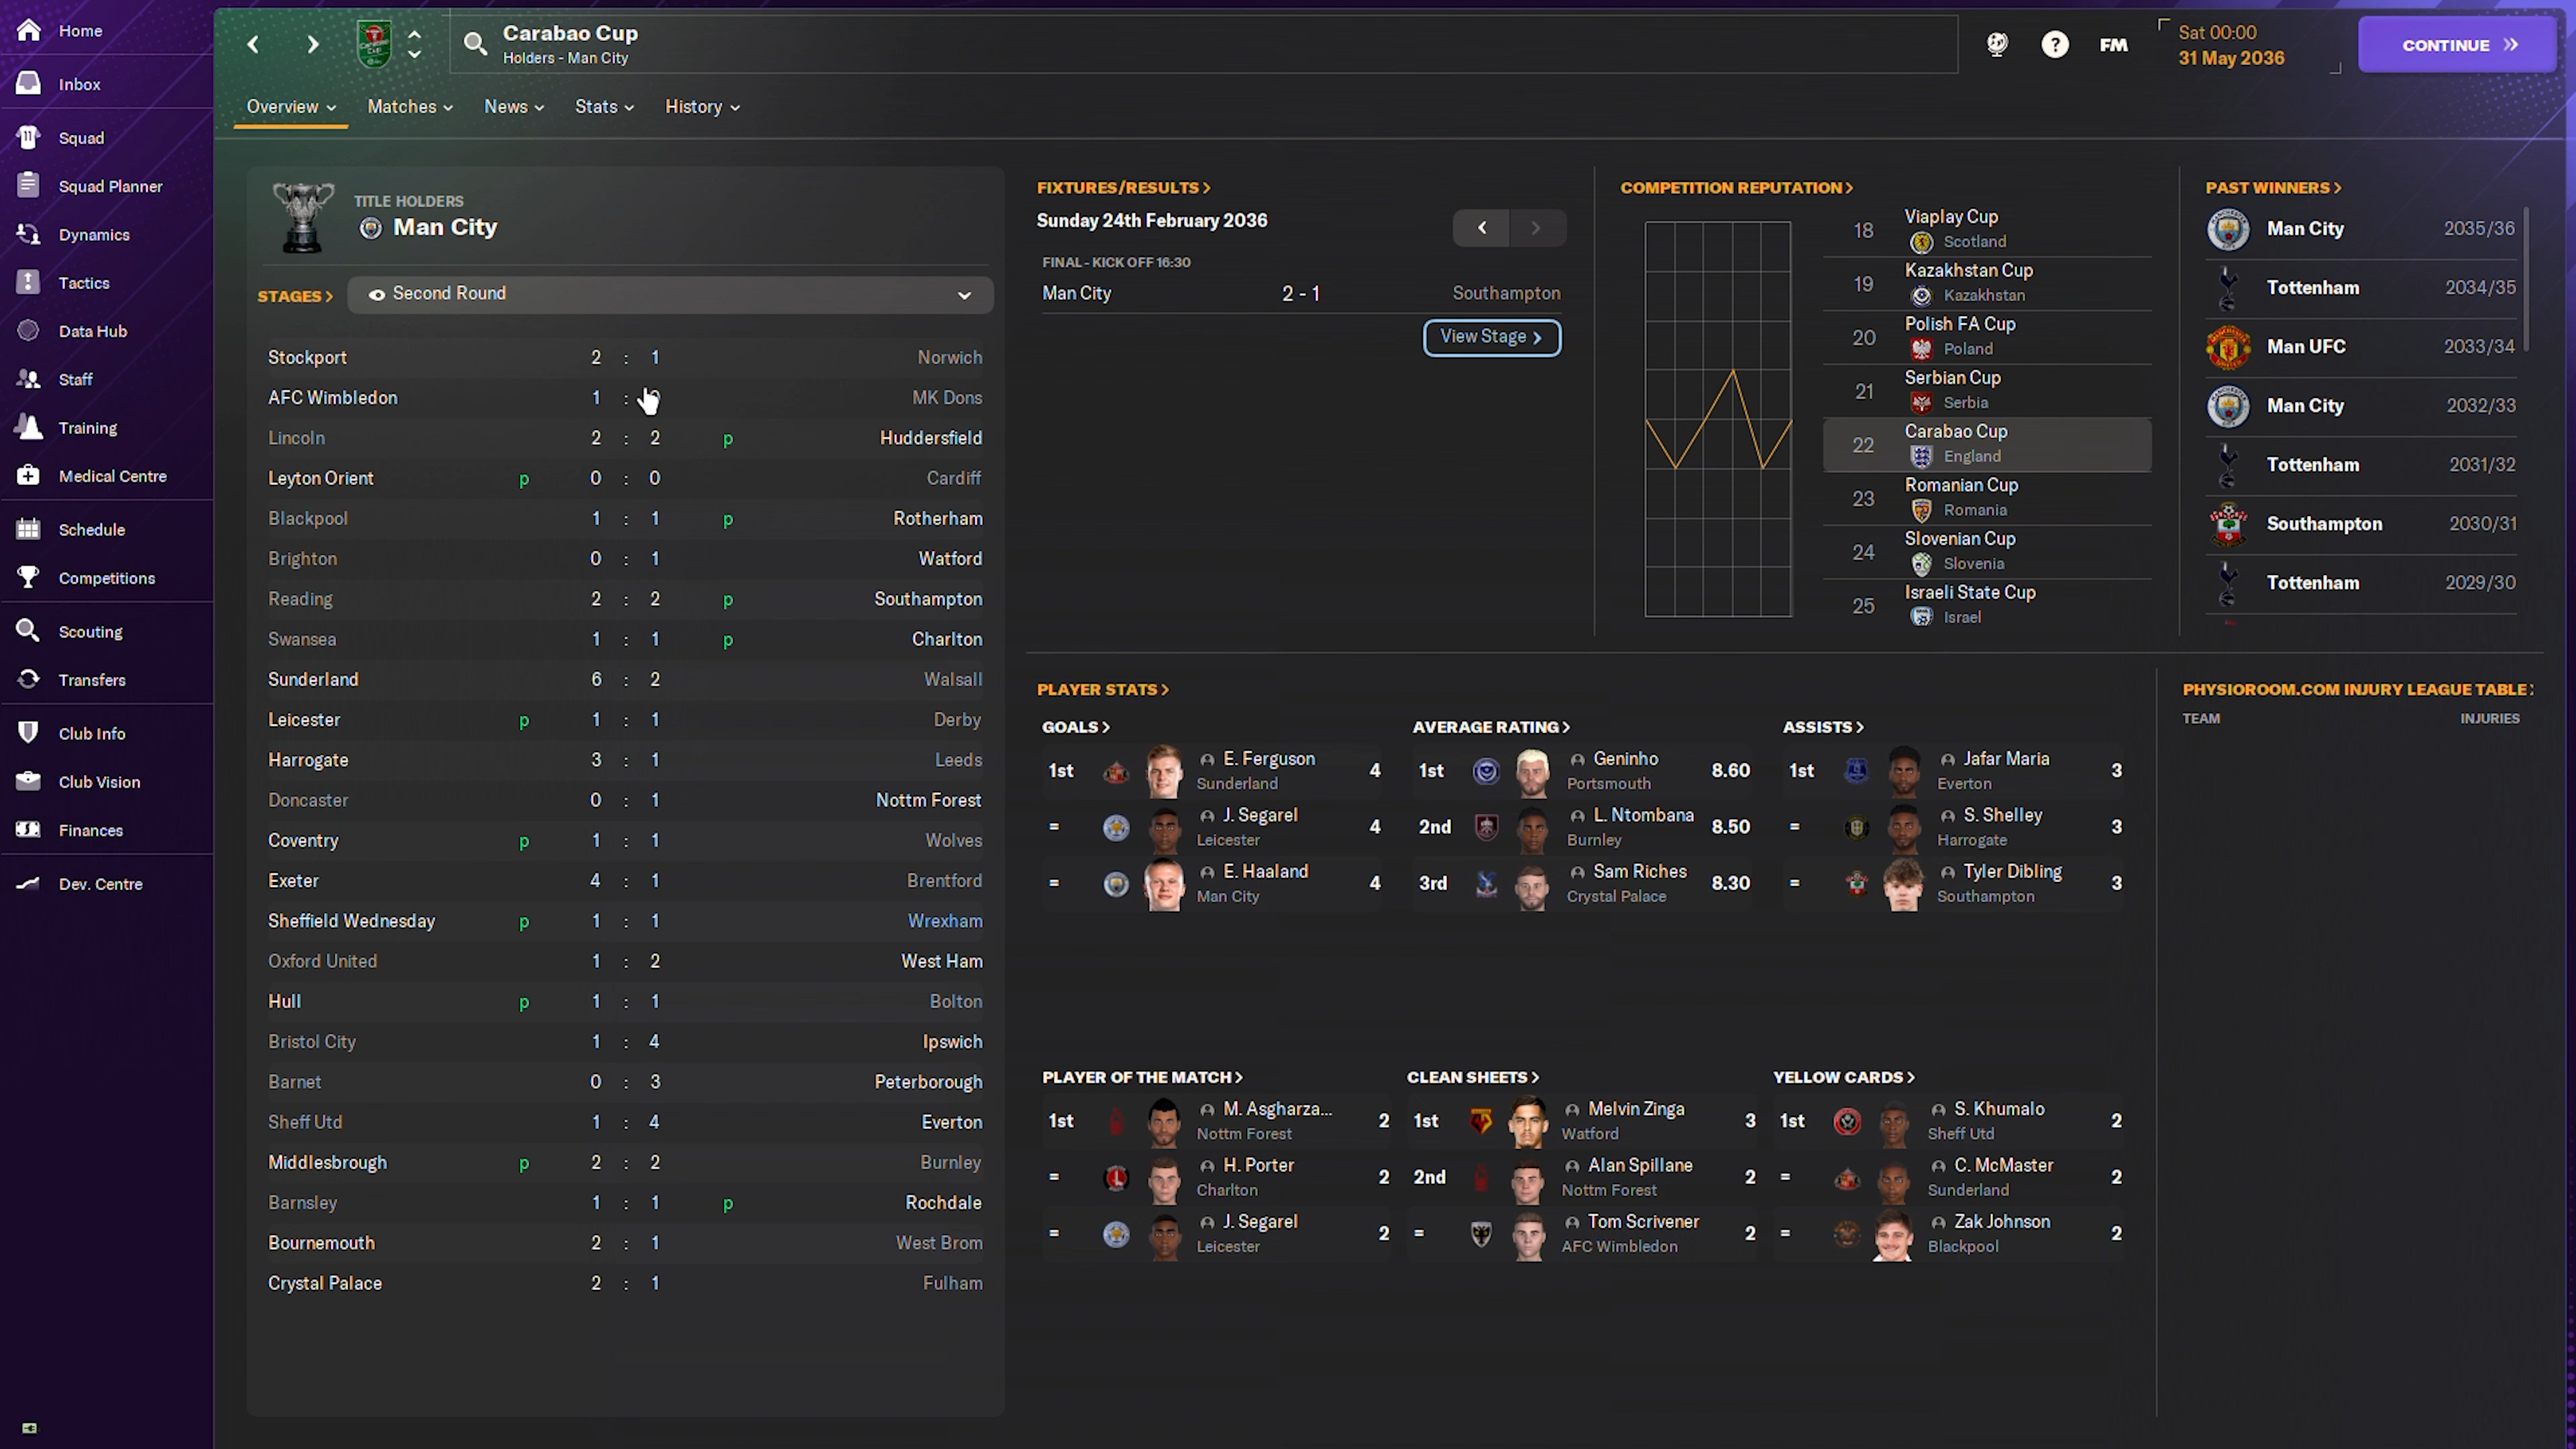 Home
Inbox
Squad
Squad Planner
Dynamics
Tactics
Data Hub
Staff
Training
Medical Centre
Schedule
Competitions
Scouting
Transfers
Club Info
Club Vision
Finances
Dev. Centre
Carabao Cup
Holders - Man City
FM
Sat 00:00
31 May 2036
CONTINUE
Overview Matches News Stats History
TITLE HOLDERS
Man City
STAGES Second Round
Stockport 2 : 1 Norwich
AFC Wimbledon 1 : MK Dons
Lincoln 2 : 2 p Huddersfield
Leyton Orient p 0 : 0 Cardiff
Blackpool 1 : 1 p Rotherham
Brighton 0 : 1 Watford
Reading 2 : 2 p Southampton
Swansea 1 : 1 p Charlton
Sunderland 6 : 2 Walsall
Leicester p 1 : 1 Derby
Harrogate 3 : 1 Leeds
Doncaster 0 : 1 Nottm Forest
Coventry p 1 : 1 Wolves
Exeter 4 : 1 Brentford
Sheffield Wednesday p 1 : 1 Wrexham
Oxford United 1 : 2 West Ham
Hull p 1 : 1 Bolton
Bristol City 1 : 4 Ipswich
Barnet 0 : 3 Peterborough
Sheff Utd 1 : 4 Everton
Middlesbrough p 2 : 2 Burnley
Barnsley 1 : 1 p Rochdale
Bournemouth 2 : 1 West Brom
Crystal Palace 2 : 1 Fulham
FIXTURES/RESULTS
Sunday 24th February 2036
FINAL - KICK OFF 16:30
Man City 2 - 1 Southampton
View Stage
COMPETITION REPUTATION
18 Viaplay Cup
Scotland
19 Kazakhstan Cup
Kazakhstan
20 Polish FA Cup
Poland
21 Serbian Cup
Serbia
22 Carabao Cup
England
23 Romanian Cup
Romania
24 Slovenian Cup
Slovenia
25 Israeli State Cup
Israel
PAST WINNERS
Man City 2035/36
Tottenham 2034/35
Man UFC 2033/34
Man City 2032/33
Tottenham 2031/32
Southampton 2030/31
Tottenham 2029/30
PLAYER STATS
GOALS
1st E. Ferguson 4
Sunderland
= J. Segarel 4
Leicester
= E. Haaland 4
Man City
AVERAGE RATING
1st Geninho 8.60
Portsmouth
2nd L. Ntombana 8.50
Burnley
3rd Sam Riches 8.30
Crystal Palace
ASSISTS
1st Jafar Maria 3
Everton
= S. Shelley 3
Harrogate
= Tyler Dibling 3
Southampton
PLAYER OF THE MATCH
1st M. Asgharza... 2
Nottm Forest
= H. Porter 2
Charlton
= J. Segarel 2
Leicester
CLEAN SHEETS
1st Melvin Zinga 3
Watford
2nd Alan Spillane 2
Nottm Forest
= Tom Scrivener 2
AFC Wimbledon
YELLOW CARDS
1st S. Khumalo 2
Sheff Utd
= C. McMaster 2
Sunderland
= Zak Johnson 2
Blackpool
PHYSIOROOM.COM INJURY LEAGUE TABLE
TEAM INJURIES